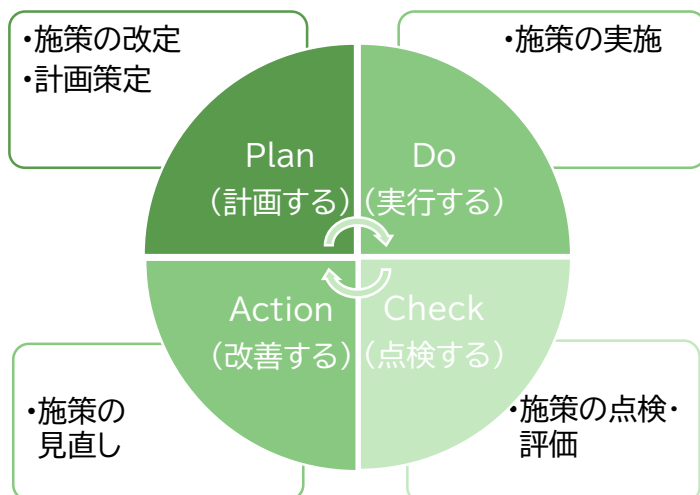 ・施策の改定
・計画策定
・施策の実施
Plan
（計画する）
Do
（実行する）
Action
（改善する）
Check
（点検する）
・施策の
見直し
・施策の点検・
評価